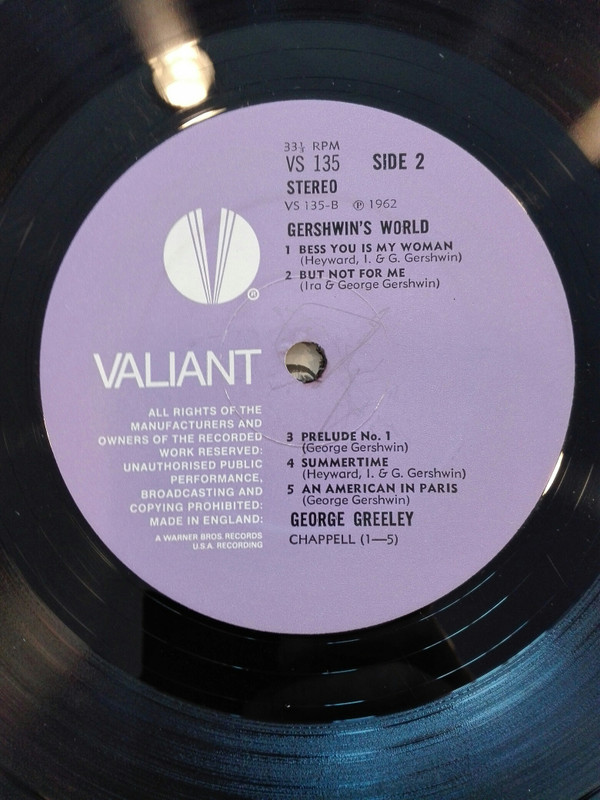 33⅓ RPM
VS 135 SIDE 2
STEREO
VS 135-B ℗ 1962
GERSHWIN'S WORLD
1 BESS YOU IS MY WOMAN
(Heyward, I. & G. Gershwin)
2 BUT NOT FOR ME
(Ira & George Gershwin)
®
VALIANT
ALL RIGHTS OF THE
MANUFACTURERS AND
OWNERS OF THE RECORDED
WORK RESERVED:
UNAUTHORISED PUBLIC
PERFORMANCE,
BROADCASTING AND
COPYING PROHIBITED:
MADE IN ENGLAND:
A WARNER BROS. RECORDS
U.S.A. RECORDING
3 PRELUDE No. 1
(George Gershwin)
4 SUMMERTIME
(Heyward, I. & G. Gershwin)
5 AN AMERICAN IN PARIS
(George Gershwin)
GEORGE GREELEY
CHAPPELL (1—5)